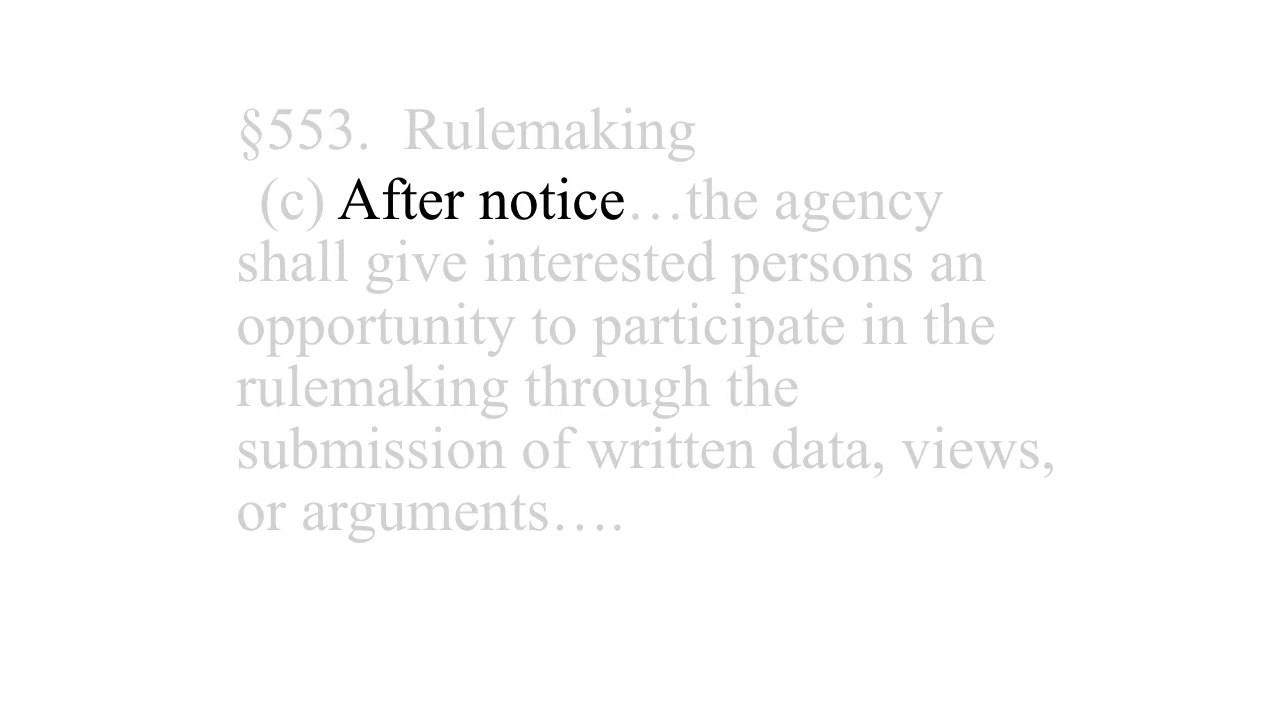 §553.  Rulemaking
(c) After notice…the agency
shall give interested persons an
opportunity to participate in the
rulemaking through the
submission of written data, views,
or arguments….